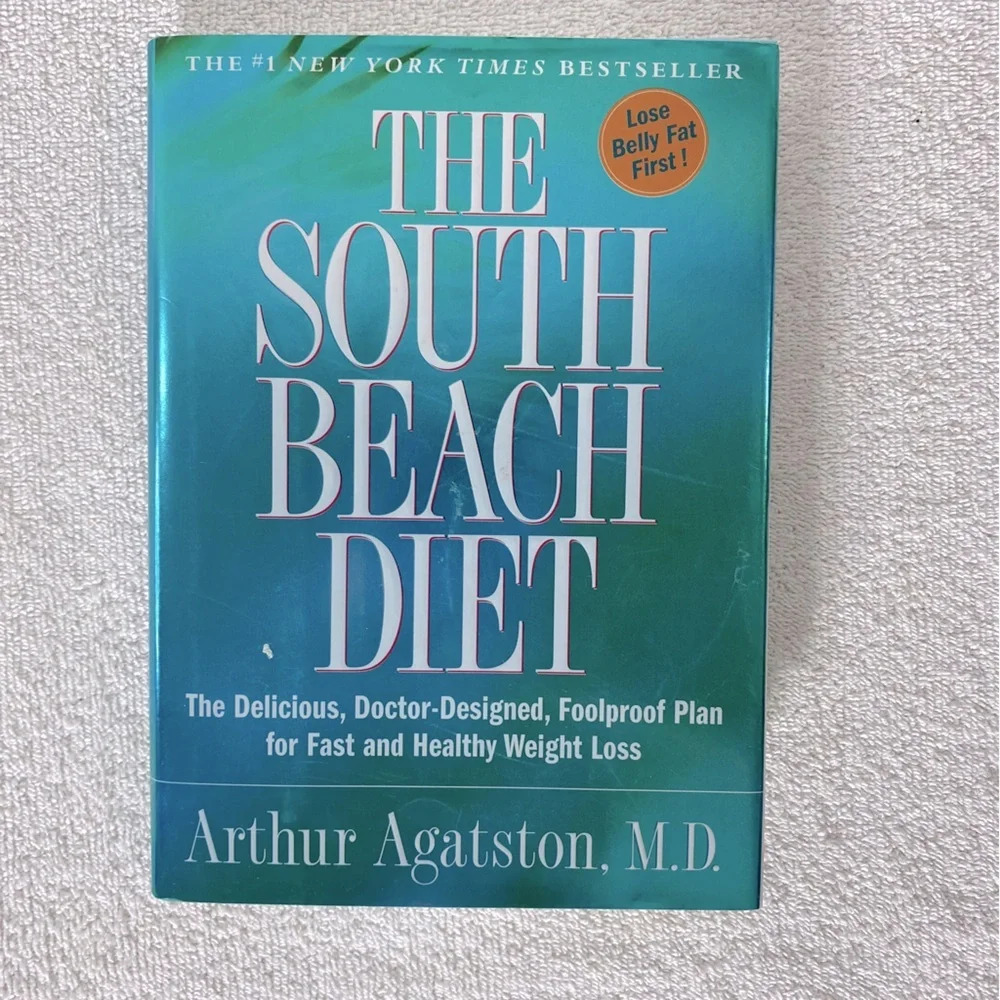 THE #1 NEW YORK TIMES BESTSELLER
Lose
Belly Fat
First!
THE
SOUTH
BEACH
DIET
The Delicious, Doctor-Designed, Foolproof Plan
for Fast and Healthy Weight Loss
Arthur Agatston, M.D.